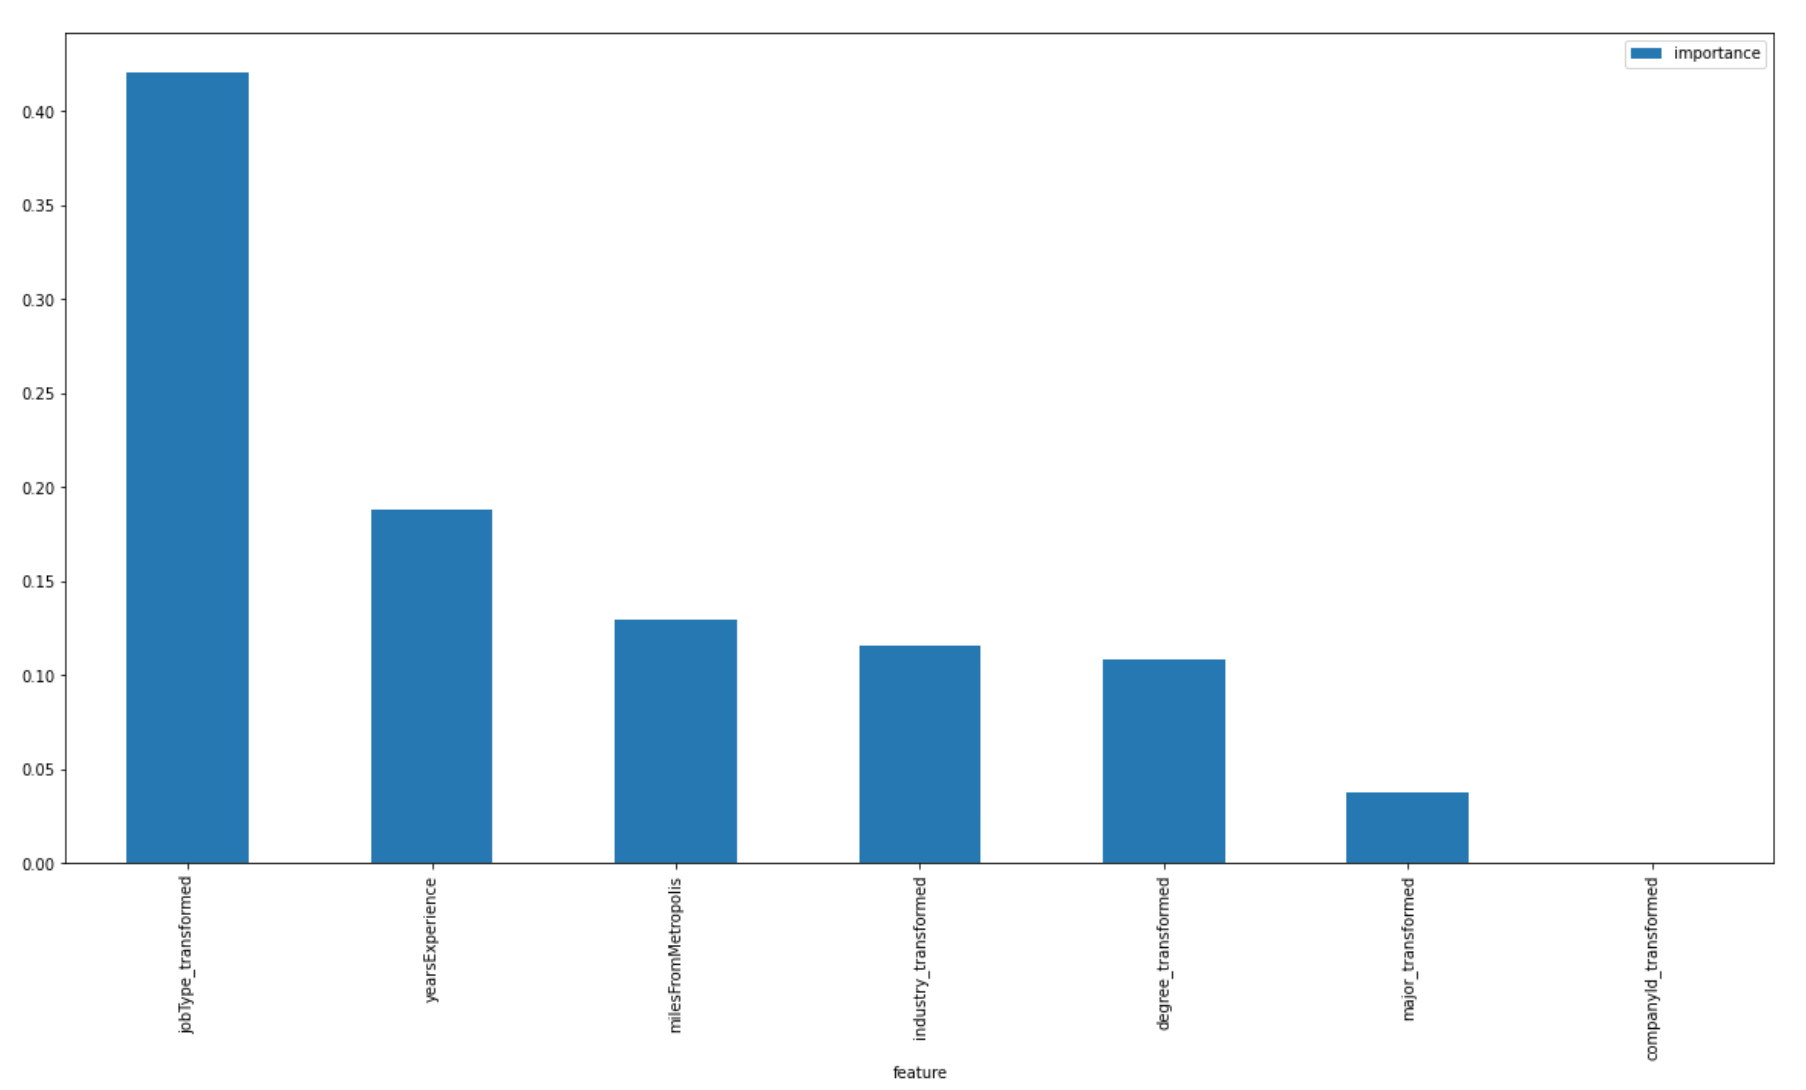 importance
0.40
0.35
0.30
0.25
0.20
0.15
0.10
0.05
0.00
jobType_transformed
yearsExperience
milesFromMetropolis
industry_transformed
degree_transformed
major_transformed
companyId_transformed
feature